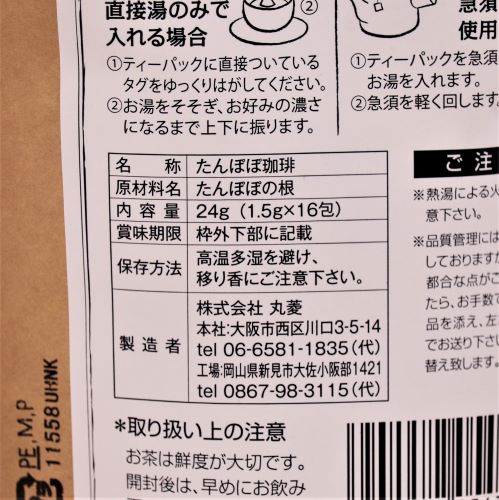 直接湯のみで
入れる場合
②
①ティーパックに直接ついている
タグをゆっくりはがしてください。
②お湯をそそぎ、お好みの濃さ
になるまで上下に振ります。
急須
使用
①ティーパックを急須
お湯を入れます。
②急須を軽く回します
名 称 たんぽぽ珈琲
原材料名 たんぽぽの根
内 容 量 24g（1.5g×16包）
賞味期限 枠外下部に記載
保存方法 高温多湿を避け、
移り香にご注意下さい。
製 造 者 株式会社 丸菱
本社:大阪市西区川口3-5-14
tel 06-6581-1835（代）
工場:岡山県新見市大佐小阪部1421
tel 0867-98-3115（代）
ご注
※熱湯による火
意下さい。
※品質管理には
しておりますが
都合な点がご
たら、お手数で
品を添え、左
でお送り下さい
替え致します。
＊取り扱い上の注意
お茶は鮮度が大切です。
開封後は、早めにお飲み
PE,M,P
11558UHNK